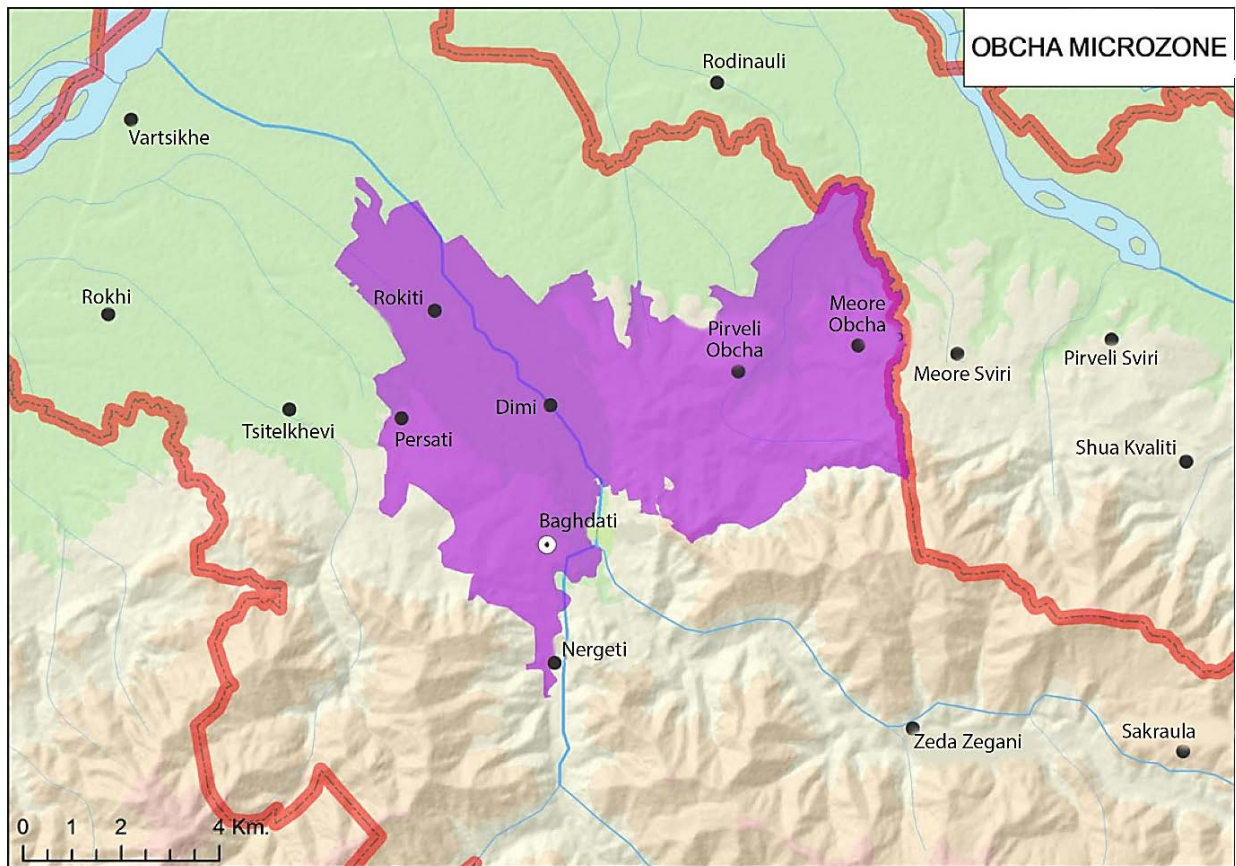 OBCHA MICROZONE
Rodinauli
Vartsikhe
Rokhi
Rokiti
Meore
Obcha
Pirveli
Obcha
Meore Sviri
Pirveli Sviri
Dimi
Tsitelkhevi
Persati
Shua Kvaliti
Baghdati
Nergeti
Zeda Zegani
Sakraula
0 1 2 4 Km.